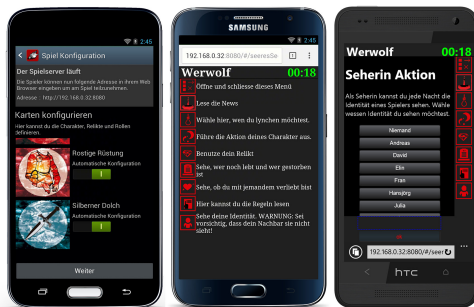 2:45
Spiel Konfiguration
Der Spielserver läuft
Die Spieler können nun folgende Adresse in ihrem Web
Browser eingeben um am Spiel teilzunehmen.
Adresse : http://192.168.0.32:8080
Karten konfigurieren
Hier kannst du die Charakter, Relikte und Rollen
definieren.
Rostige Rüstung
Automatische Konfiguration
Silberner Dolch
Automatische Konfiguration
Weiter
SAMSUNG
2:45
192.168.0.32:8080/#/seeresSe
Werwolf 00:18
Öffne und schliesse dieses Menü
Lese die News
Wähle hier, wen du lynchen möchtest.
Führe die Aktion deines Charakter aus.
Benutze dein Relikt
Sehe, wer noch lebt und wer gestorben
ist
Sehe, ob du mit jemandem verliebt bist
Hier kannst du die Regeln lesen
Sehe deine Identität. WARNUNG: Sei
vorsichtig, dass dein Nachbar sie nicht
sieht!
Werwolf 00:18
Seherin Aktion
Als Seherin kannst du jede Nacht die
Identität eines Spielers sehen. Wähle
wessen Identität du sehen möchtest.
Niemand
Andreas
David
Elin
Frao
Hansjörg
Julia
192.168.0.32:8080/#/seer
hTC